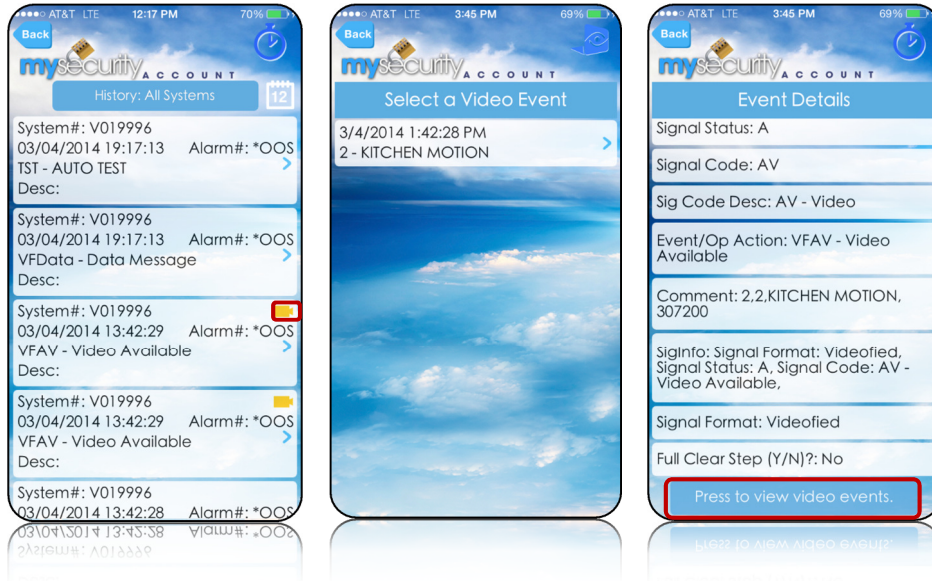 AT&T LTE 12:17 PM 70%
Back
mysecurity ACCOUNT
History: All Systems
12
System#: V019996
03/04/2014 19:17:13 Alarm#: *OOS
TST - AUTO TEST
Desc:
System#: V019996
03/04/2014 19:17:13 Alarm#: *OOS
VFData - Data Message
Desc:
System#: V019996
03/04/2014 13:42:29 Alarm#: *OOS
VFAV - Video Available
Desc:
System#: V019996
03/04/2014 13:42:29 Alarm#: *OOS
VFAV - Video Available
Desc:
System#: V019996
03/04/2014 13:42:28 Alarm#: *OOS
AT&T LTE 3:45 PM 69%
Back
mysecurity ACCOUNT
Select a Video Event
3/4/2014 1:42:28 PM
2 - KITCHEN MOTION
AT&T LTE 3:45 PM 69%
Back
mysecurity ACCOUNT
Event Details
Signal Status: A
Signal Code: AV
Sig Code Desc: AV - Video
Event/Op Action: VFAV - Video
Available
Comment: 2,2,KITCHEN MOTION,
307200
SigInfo: Signal Format: Videofied,
Signal Status: A, Signal Code: AV -
Video Available,
Signal Format: Videofied
Full Clear Step (Y/N)?: No
Press to view video events.